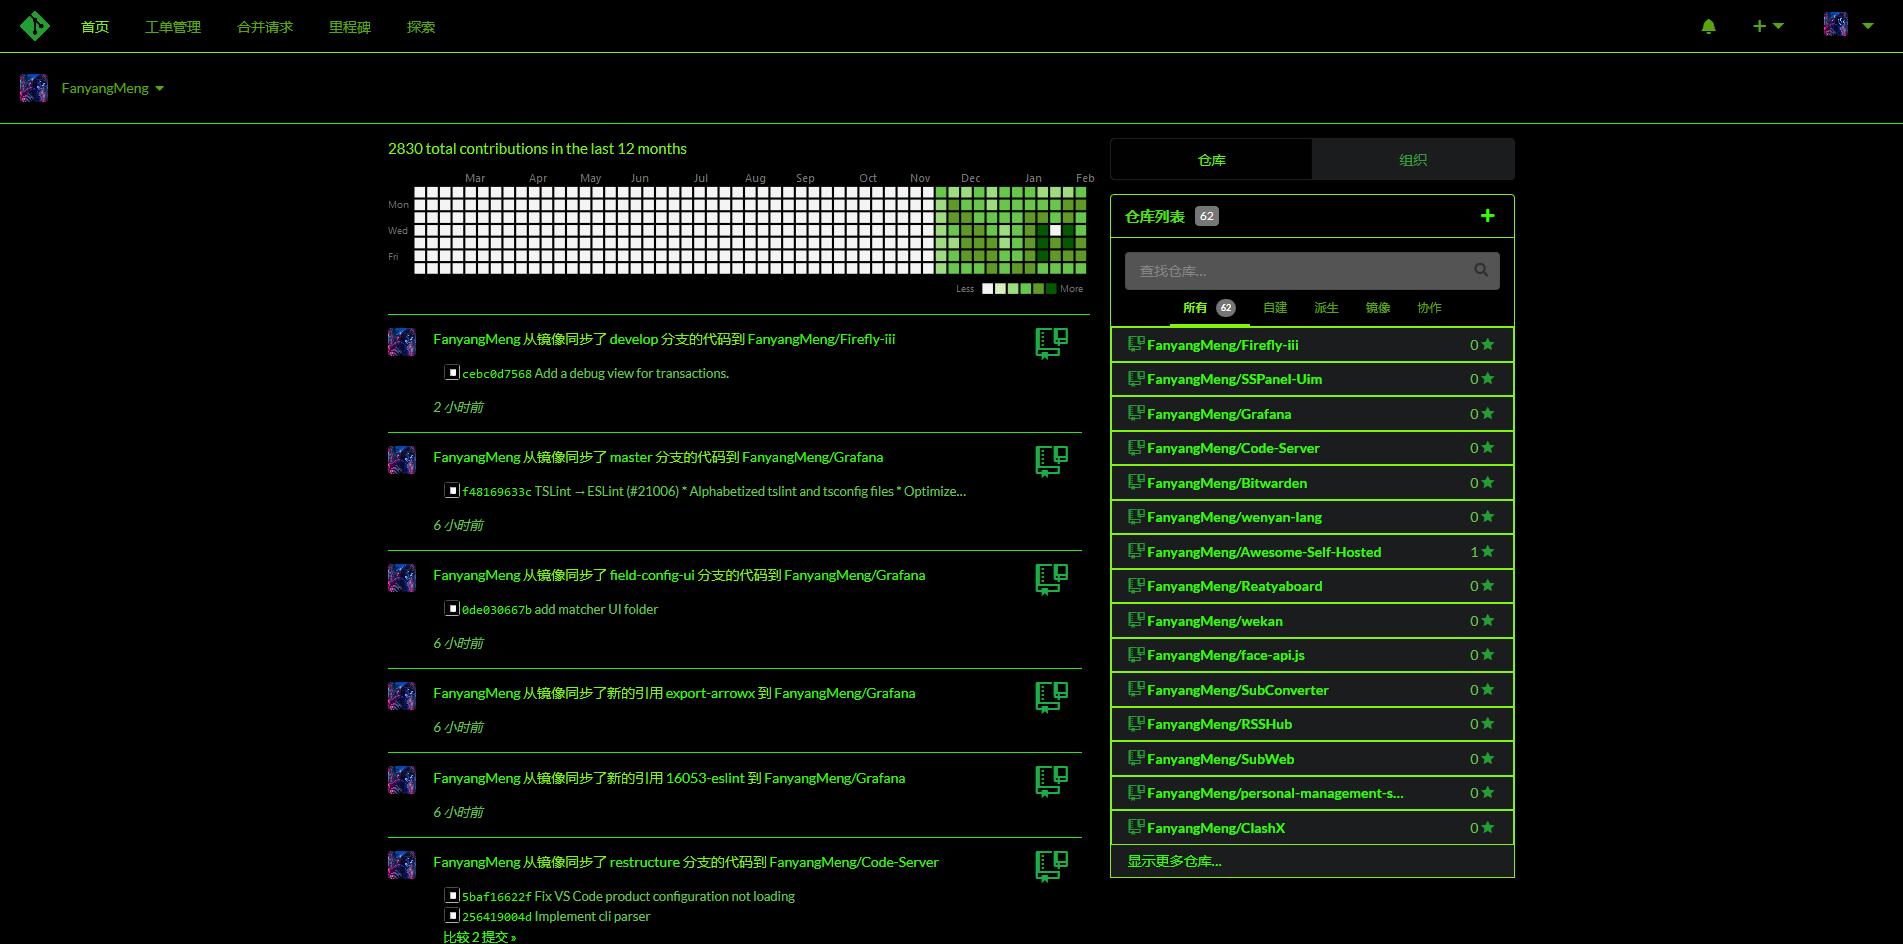 首页 工单管理 合并请求 里程碑 探索
FanyangMeng
2830 total contributions in the last 12 months
Mar Apr May Jun Jul Aug Sep Oct Nov Dec Jan Feb
Mon
Wed
Fri
Less More
FanyangMeng 从镜像同步了 develop 分支的代码到 FanyangMeng/Firefly-iii
cebc0d7568 Add a debug view for transactions.
2 小时前
FanyangMeng 从镜像同步了 master 分支的代码到 FanyangMeng/Grafana
f48169633c TSLint → ESLint (#21006) * Alphabetized tslint and tsconfig files * Optimize...
6 小时前
FanyangMeng 从镜像同步了 field-config-ui 分支的代码到 FanyangMeng/Grafana
0de030667b add matcher UI folder
6 小时前
FanyangMeng 从镜像同步了新的引用 export-arrowx 到 FanyangMeng/Grafana
6 小时前
FanyangMeng 从镜像同步了新的引用 16053-eslint 到 FanyangMeng/Grafana
6 小时前
FanyangMeng 从镜像同步了 restructure 分支的代码到 FanyangMeng/Code-Server
5baf16622f Fix VS Code product configuration not loading
256419004d Implement cli parser
比较 2 提交 »
仓库 组织
仓库列表 62
查找仓库...
所有 62 自建 派生 镜像 协作
FanyangMeng/Firefly-iii 0
FanyangMeng/SSPanel-Uim 0
FanyangMeng/Grafana 0
FanyangMeng/Code-Server 0
FanyangMeng/Bitwarden 0
FanyangMeng/wenyan-lang 0
FanyangMeng/Awesome-Self-Hosted 1
FanyangMeng/Reatyaboard 0
FanyangMeng/wekan 0
FanyangMeng/face-api.js 0
FanyangMeng/SubConverter 0
FanyangMeng/RSSHub 0
FanyangMeng/SubWeb 0
FanyangMeng/personal-management-s... 0
FanyangMeng/ClashX 0
显示更多仓库...